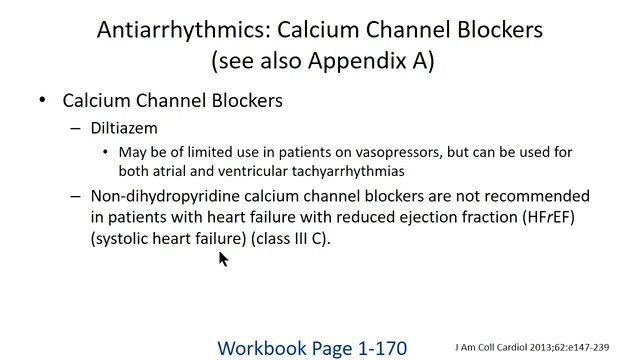 Antiarrhythmics: Calcium Channel Blockers
(see also Appendix A)
• Calcium Channel Blockers
– Diltiazem
• May be of limited use in patients on vasopressors, but can be used for
both atrial and ventricular tachyarrhythmias
– Non-dihydropyridine calcium channel blockers are not recommended
in patients with heart failure with reduced ejection fraction (HFrEF)
(systolic heart failure) (class III C).
Workbook Page 1-170
J Am Coll Cardiol 2013;62:e147-239